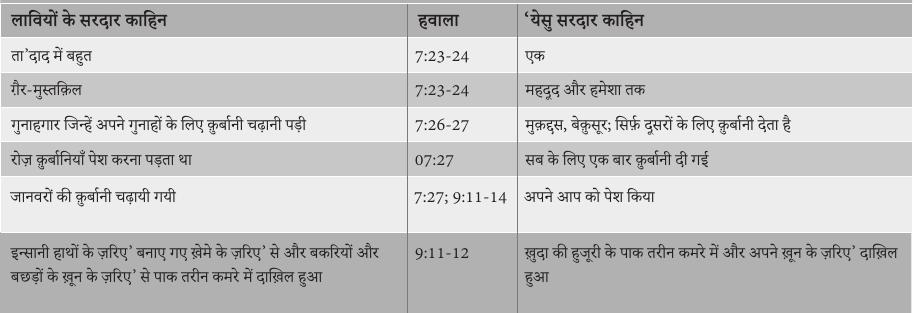 लावियों के सरदार काहिन हवाला ‘येसु सरदार काहिन
ता’दाद में बहुत 7:23-24 एक
ग़ैर-मुस्तक़िल 7:23-24 महदूद और हमेशा तक
गुनाहगार जिन्हें अपने गुनाहों के लिए क़ुर्बानी चढ़ानी पड़ी 7:26-27 मुक़द्दस, बेक़ुसूर; सिर्फ़ दूसरों के लिए क़ुर्बानी देता है
रोज़ क़ुर्बानियाँ पेश करना पड़ता था 07:27 सब के लिए एक बार क़ुर्बानी दी गई
जानवरों की क़ुर्बानी चढ़ायी गयी 7:27; 9:11-14 अपने आप को पेश किया
इन्सानी हाथों के ज़रिए’ बनाए गए ख़ेमे के ज़रिए’ से और बकरियों और 9:11-12 ख़ुदा की हुजूरी के पाक तरीन कमरे में और अपने ख़ून के ज़रिए’ दाख़िल
बछड़ों के ख़ून के ज़रिए’ से पाक तरीन कमरे में दाख़िल हुआ हुआ